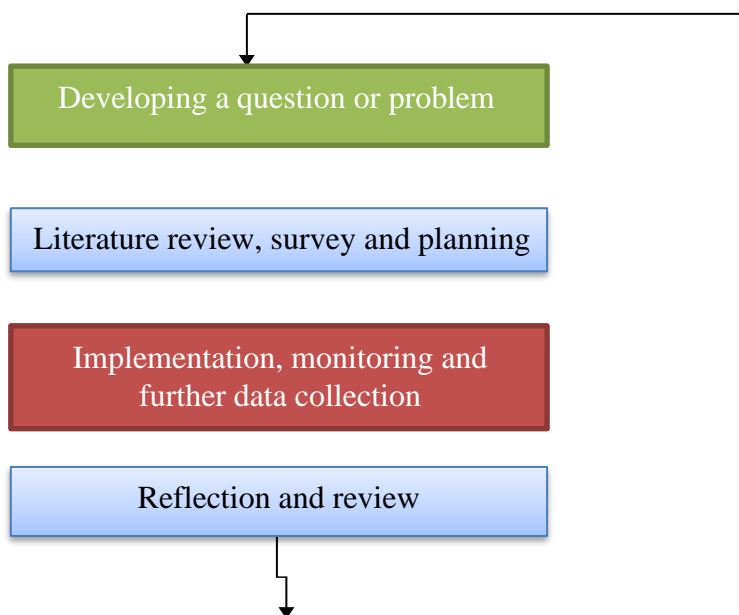 Developing a question or problem
Literature review, survey and planning
Implementation, monitoring and
further data collection
Reflection and review